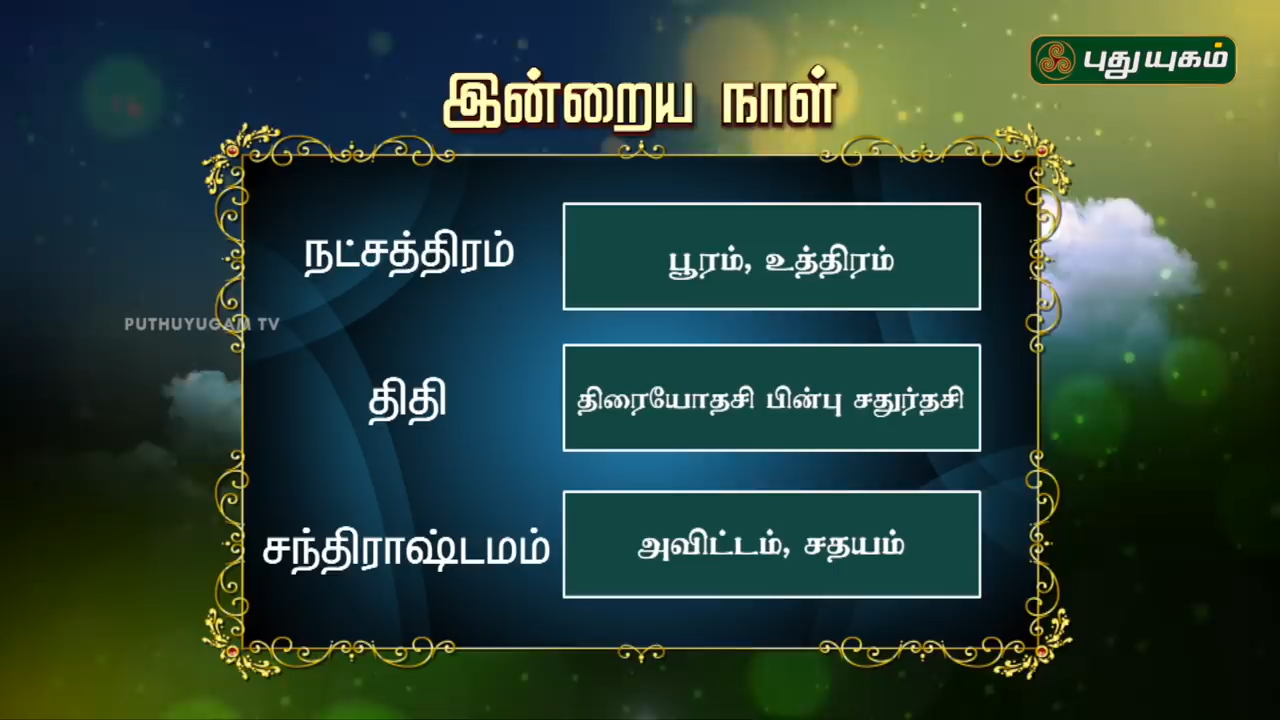 புதுயுகம்
இன்றைய நாள்
நட்சத்திரம்
பூரம், உத்திரம்
PUTHUYUGAM TV
திதி
திரையோதசி பின்பு சதுர்தசி
சந்திராஷ்டமம்
அவிட்டம், சதயம்